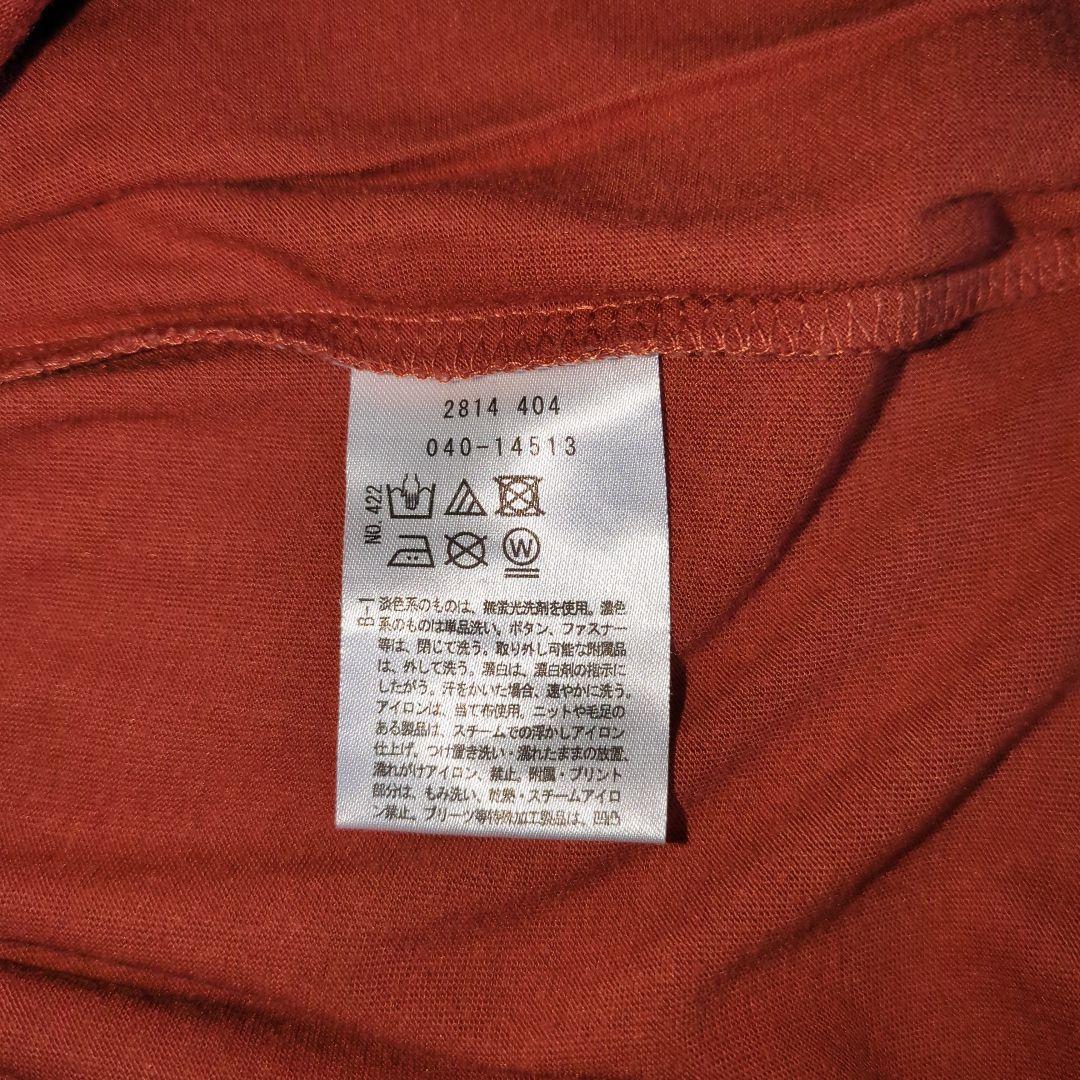 2814 404
040-14513
NO. 422
W
B-1
淡色系のものは、無蛍光洗剤を使用。濃色
系のものは単品洗い。ボタン、ファスナー
等は、閉じて洗う。取り外し可能な附属品
は、外して洗う。漂白は、漂白剤の指示に
したがう。汗をかいた場合、速やかに洗う。
アイロンは、当て布使用。ニットや毛足の
ある製品は、スチームでの浮かしアイロン
仕上げ。つけ置き洗い・濡れたままの放置、
濡れがけアイロン、禁止。附属・プリント
部分は、もみ洗い、乾熱・スチームアイロ
ン禁止。プリーツ等特殊加工製品は、凹凸